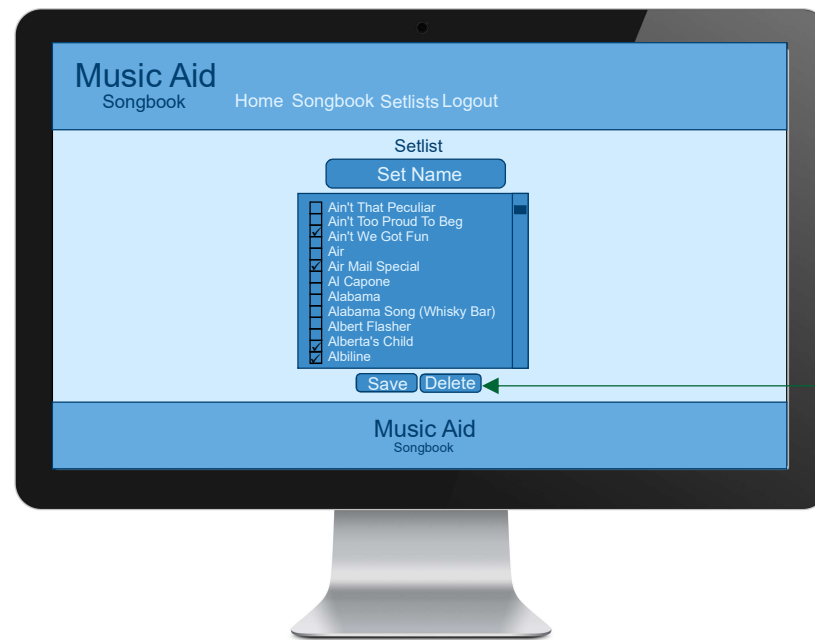 Music Aid
Songbook
Home Songbook Setlists Logout
Setlist
Set Name
Ain't That Peculiar
Ain't Too Proud To Beg
Ain't We Got Fun
Air
Air Mail Special
Al Capone
Alabama
Alabama Song (Whisky Bar)
Albert Flasher
Alberta's Child
Albiline
Save Delete
Music Aid
Songbook